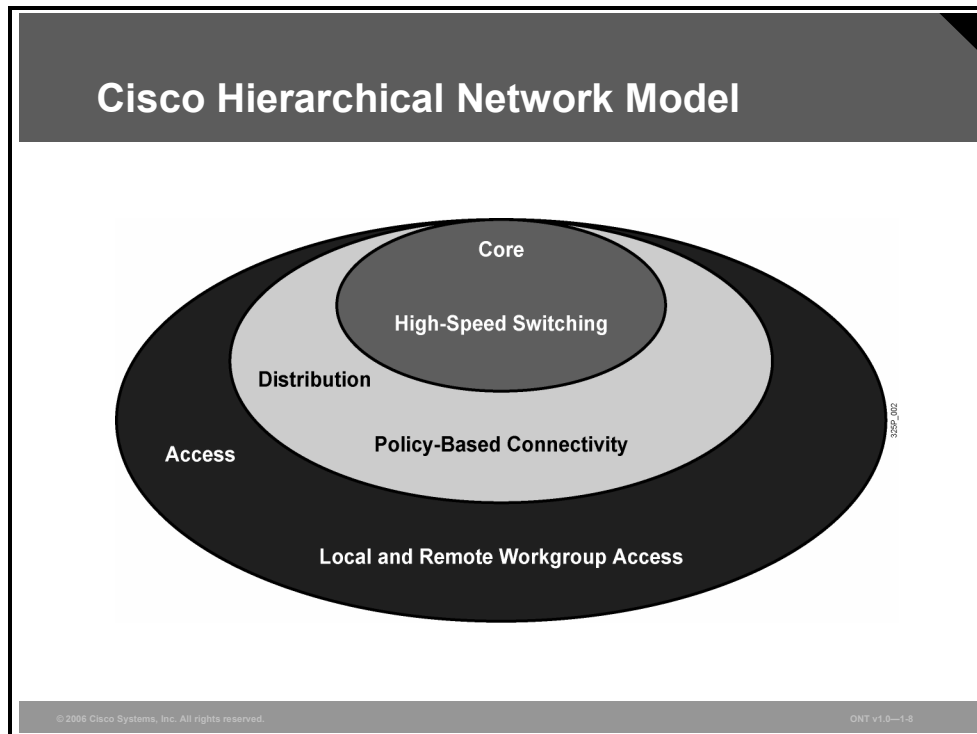 Cisco Hierarchical Network Model
Core
High-Speed Switching
Distribution
Policy-Based Connectivity
Access
Local and Remote Workgroup Access
325P_002
© 2006 Cisco Systems, Inc. All rights reserved.
ONT v1.0—1-8